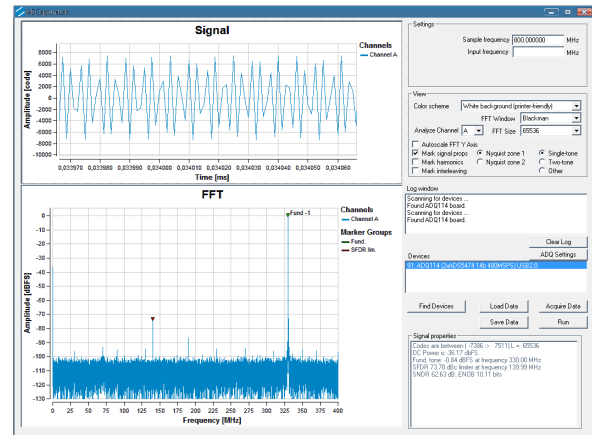 ADCaptureLab
Signal
Amplitude [code]
8000
6000
4000
2000
0
-2000
-4000
-6000
-8000
-10000
0,033970 0,033980 0,033990 0,034000 0,034010 0,034020 0,034030 0,034040 0,034050 0,034060
Time [ms]
Channels
Channel A
FFT
Amplitude [dBFS]
0
-10
-20
-30
-40
-50
-60
-70
-80
-90
-100
-110
-120
-130
Fund -1
0 25 50 75 100 125 150 175 200 225 250 275 300 325 350 375 400
Frequency [MHz]
Channels
Channel A
Marker Groups
Fund.
SFDR lim.
Settings
Sample frequency 800.000000 MHz
Input frequency MHz
View
Color scheme White background (printer-friendly)
FFT Window Blackman
Analyze Channel A FFT Size 65536
Autoscale FFT Y Axis
Mark signal props Nyquist zone 1 Single-tone
Mark harmonics Nyquist zone 2 Two-tone
Mark interleaving Other
Log window
Scanning for devices ...
Found ADQ114 board.
Scanning for devices ...
Found ADQ114 board.
Clear Log
Devices ADQ Settings
91: ADQ114 (2xADS5474 14b 400MSPS) USB2.0
Find Devices Load Data Acquire Data
Save Data Run
Signal properties
Codes are between (-7386 -> 7511) L = 65536
DC Power is -36.17 dbFS.
Fund. tone: -0.84 dBFS at frequency 330.00 MHz
SFDR 73.78 dBc limiter at frequency 139.99 MHz
SNDR 62.63 dB, ENOB 10.11 bits